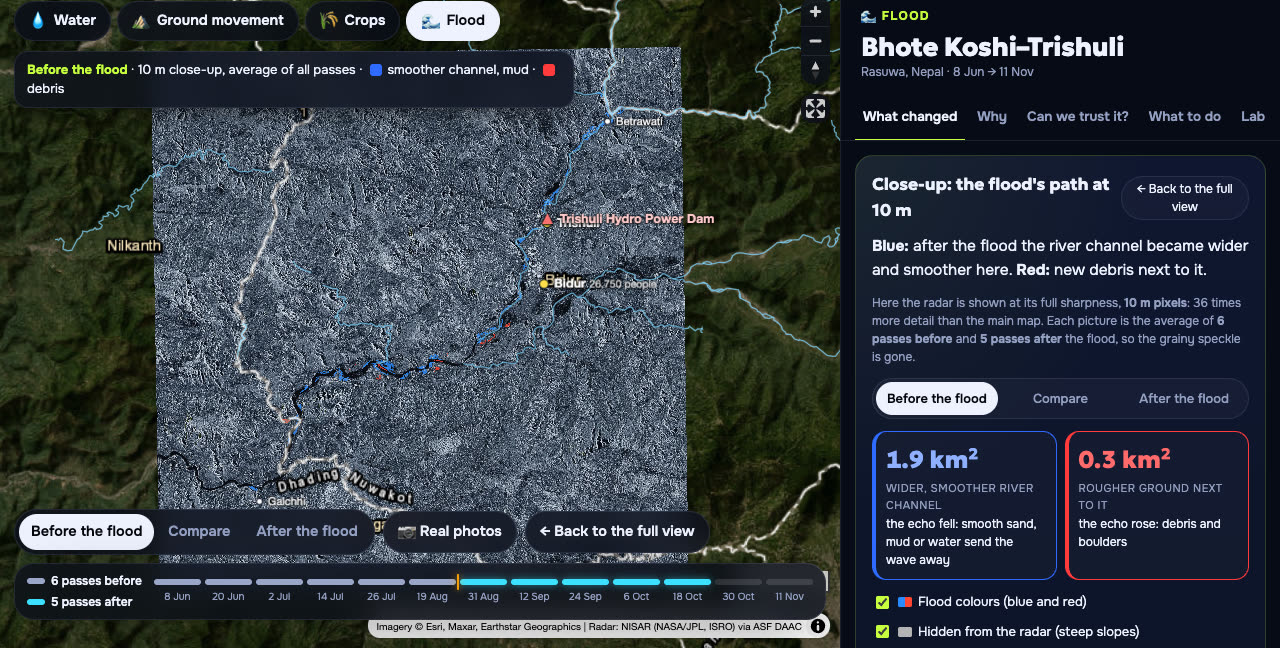 Water
Ground movement
Crops
Flood
Before the flood · 10 m close-up, average of all passes · smoother channel, mud ·
debris
Betrawati
Trishuli Hydro Power Dam
Nilkanth
Bidur 26,750 people
Dhading
Nuwakot
Galchhi
Before the flood
Compare
After the flood
Real photos
← Back to the full view
6 passes before
5 passes after
8 Jun
20 Jun
2 Jul
14 Jul
26 Jul
19 Aug
31 Aug
12 Sep
24 Sep
6 Oct
18 Oct
30 Oct
11 Nov
Imagery © Esri, Maxar, Earthstar Geographics | Radar: NISAR (NASA/JPL, ISRO) via ASF DAAC
FLOOD
Bhote Koshi–Trishuli
Rasuwa, Nepal · 8 Jun → 11 Nov
What changed
Why
Can we trust it?
What to do
Lab
Close-up: the flood's path at
10 m
← Back to the full
view
Blue: after the flood the river channel became wider
and smoother here. Red: new debris next to it.
Here the radar is shown at its full sharpness, 10 m pixels: 36 times
more detail than the main map. Each picture is the average of 6
passes before and 5 passes after the flood, so the grainy speckle
is gone.
Before the flood
Compare
After the flood
1.9 km²
WIDER, SMOOTHER RIVER
CHANNEL
the echo fell: smooth sand,
mud or water send the
wave away
0.3 km²
ROUGHER GROUND NEXT
TO IT
the echo rose: debris and
boulders
Flood colours (blue and red)
Hidden from the radar (steep slopes)